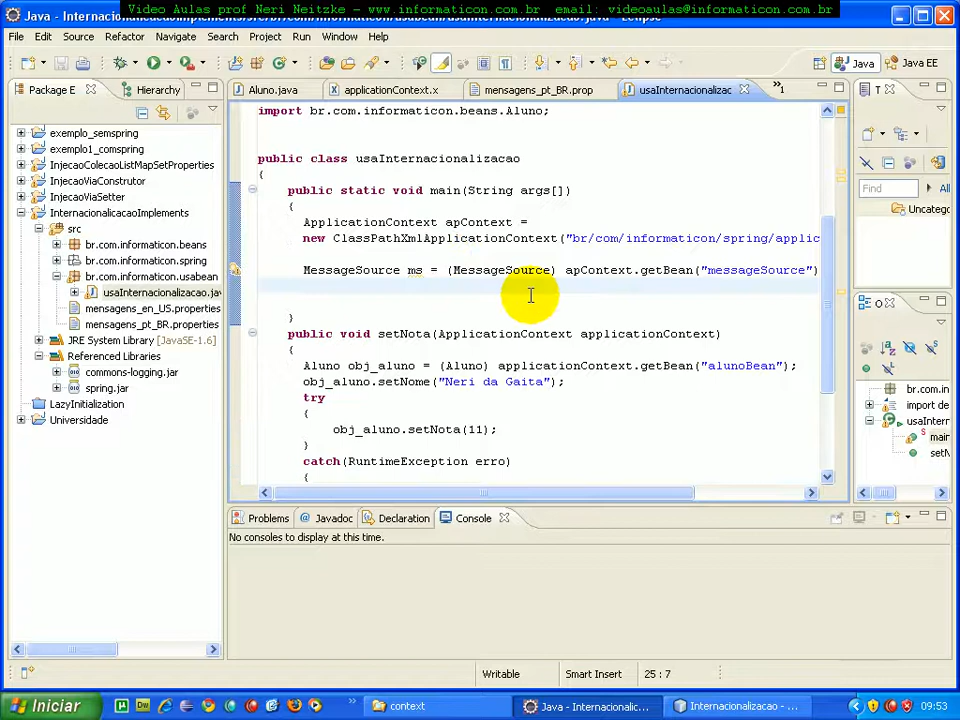 Video Aulas prof Neri Neitzke – www.informaticon.com.br email: videoaulas@informaticon.com.br
File Edit Source Refactor Navigate Search Project Run Window Help
Java Java EE
Package E Hierarchy
exemplo_semspring
exemplo1_comspring
InjecaoColecaoListMapSetProperties
InjecaoViaConstrutor
InjecaoViaSetter
InternacionalicacaoImplements
src
br.com.informaticon.beans
br.com.informaticon.spring
br.com.informaticon.usabean
usaInternacionalizacao.jav
mensagens_en_US.properties
mensagens_pt_BR.properties
JRE System Library [JavaSE-1.6]
Referenced Libraries
commons-logging.jar
spring.jar
LazyInitialization
Universidade
Aluno.java applicationContext.x mensagens_pt_BR.prop usaInternacionalizac »1
import br.com.informaticon.beans.Aluno;
public class usaInternacionalizacao
{
public static void main(String args[])
{
ApplicationContext apContext =
new ClassPathXmlApplicationContext("br/com/informaticon/spring/applic
MessageSource ms = (MessageSource) apContext.getBean("messageSource")
}
public void setNota(ApplicationContext applicationContext)
{
Aluno obj_aluno = (Aluno) applicationContext.getBean("alunoBean");
obj_aluno.setNome("Neri da Gaita");
try
{
obj_aluno.setNota(11);
}
catch(RuntimeException erro)
{
T
Find All
Uncatego
O
br.com.in
import de
usaIntern
main
setN
Problems Javadoc Declaration Console
No consoles to display at this time.
Writable Smart Insert 25 : 7
Iniciar context Java - Internacionalic... Internacionalizacao - ... 09:53